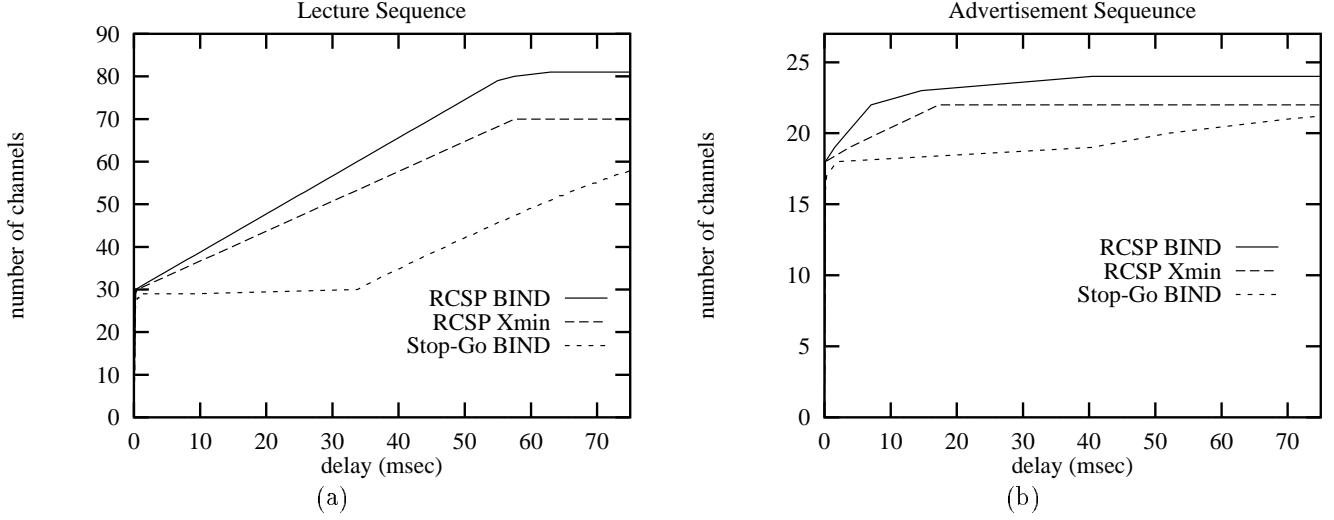 Lecture Sequence
number of channels
90
80
70
60
50
40
30
20
10
0
RCSP BIND
RCSP Xmin
Stop-Go BIND
0 10 20 30 40 50 60 70
delay (msec)
(a)
Advertisement Sequeunce
number of channels
25
20
15
10
5
0
RCSP BIND
RCSP Xmin
Stop-Go BIND
0 10 20 30 40 50 60 70
delay (msec)
(b)